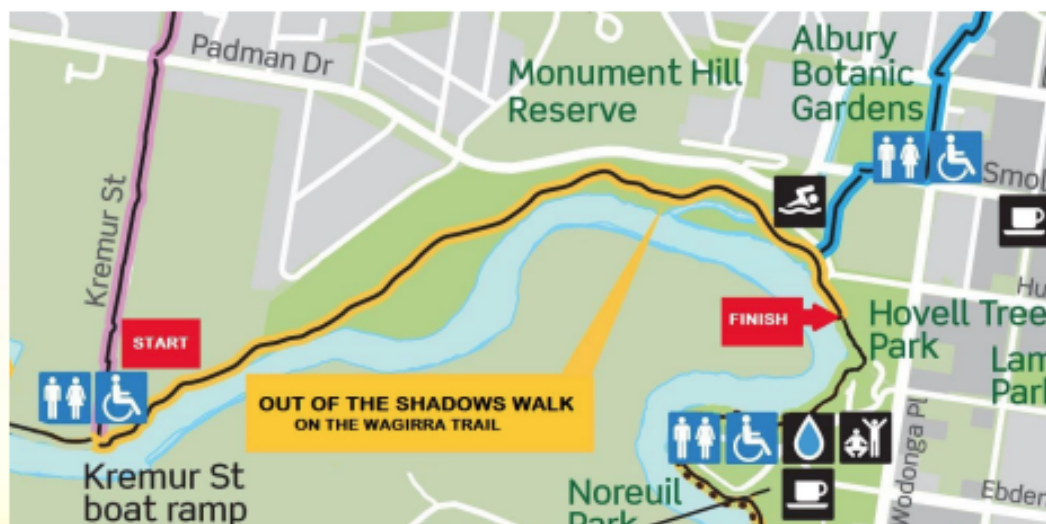 Padman Dr
Monument Hill
Reserve
Albury
Botanic
Gardens
Kremur St
START
FINISH
Hovell Tree
Park
OUT OF THE SHADOWS WALK
ON THE WAGIRRA TRAIL
Kremur St
boat ramp
Noreuil
Park
Wodonga Pl